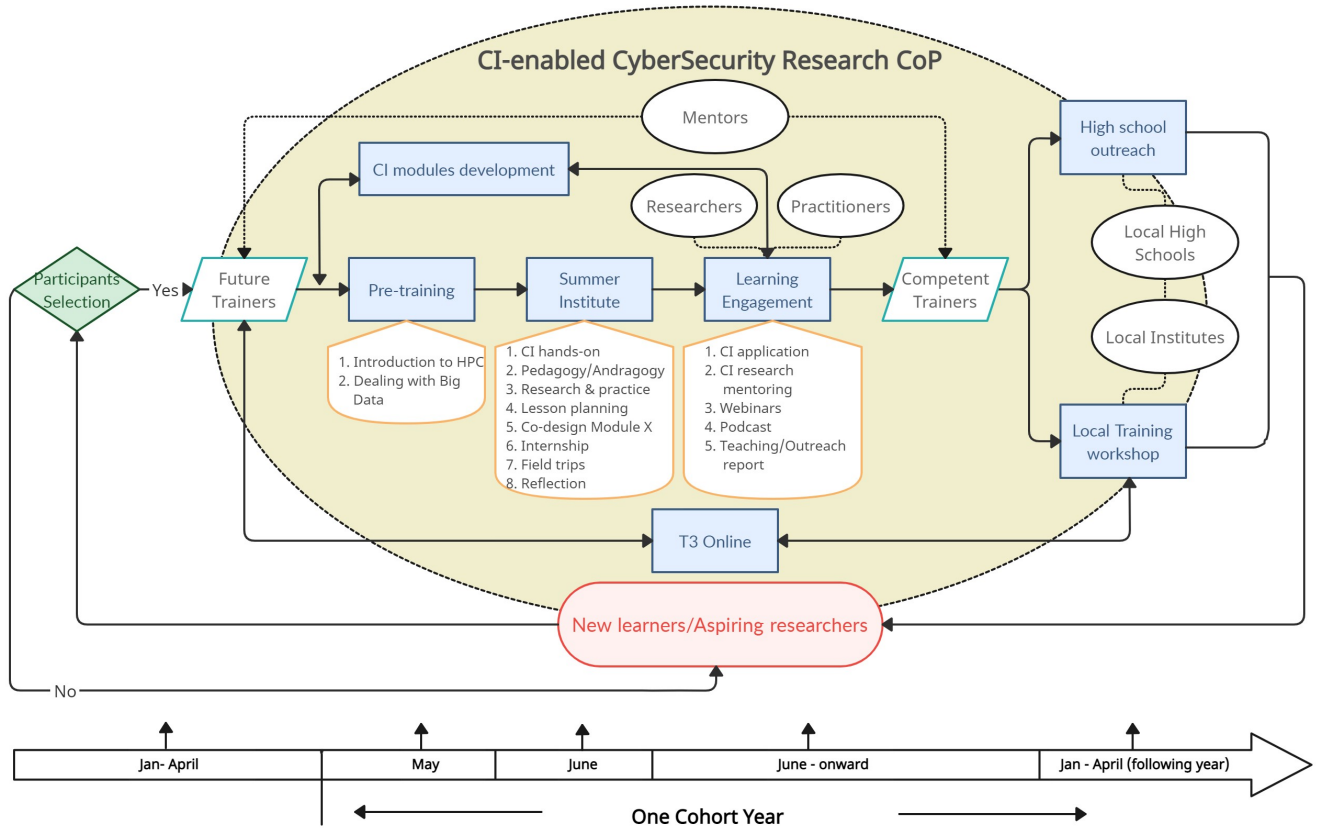 CI-enabled CyberSecurity Research CoP
Mentors
High school
outreach
CI modules development
Researchers
Practitioners
Local High
Schools
Participants
Selection
Yes
Future
Trainers
Pre-training
Summer
Institute
Learning
Engagement
Competent
Trainers
Local Institutes
1. Introduction to HPC
2. Dealing with Big
Data
1. CI hands-on
2. Pedagogy/Andragogy
3. Research & practice
4. Lesson planning
5. Co-design Module X
6. Internship
7. Field trips
8. Reflection
1. CI application
2. CI research
mentoring
3. Webinars
4. Podcast
5. Teaching/Outreach
report
Local Training
workshop
T3 Online
New learners/Aspiring researchers
No
Jan- April
May
June
June - onward
Jan - April (following year)
One Cohort Year